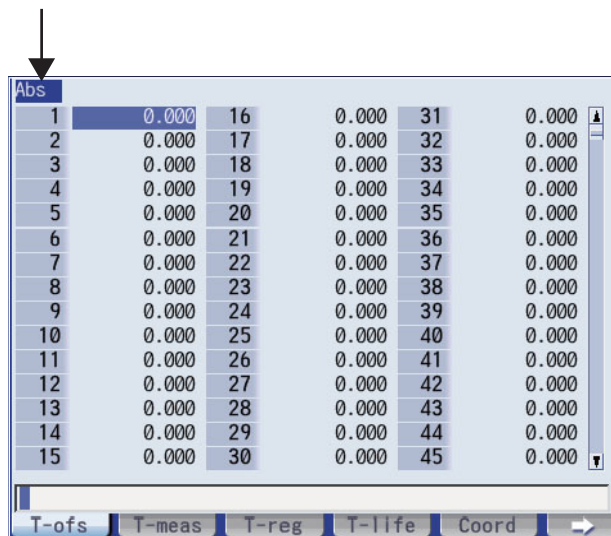 Abs
1 0.000 16 0.000 31 0.000
2 0.000 17 0.000 32 0.000
3 0.000 18 0.000 33 0.000
4 0.000 19 0.000 34 0.000
5 0.000 20 0.000 35 0.000
6 0.000 21 0.000 36 0.000
7 0.000 22 0.000 37 0.000
8 0.000 23 0.000 38 0.000
9 0.000 24 0.000 39 0.000
10 0.000 25 0.000 40 0.000
11 0.000 26 0.000 41 0.000
12 0.000 27 0.000 42 0.000
13 0.000 28 0.000 43 0.000
14 0.000 29 0.000 44 0.000
15 0.000 30 0.000 45 0.000
T-ofs T-meas T-reg T-life Coord